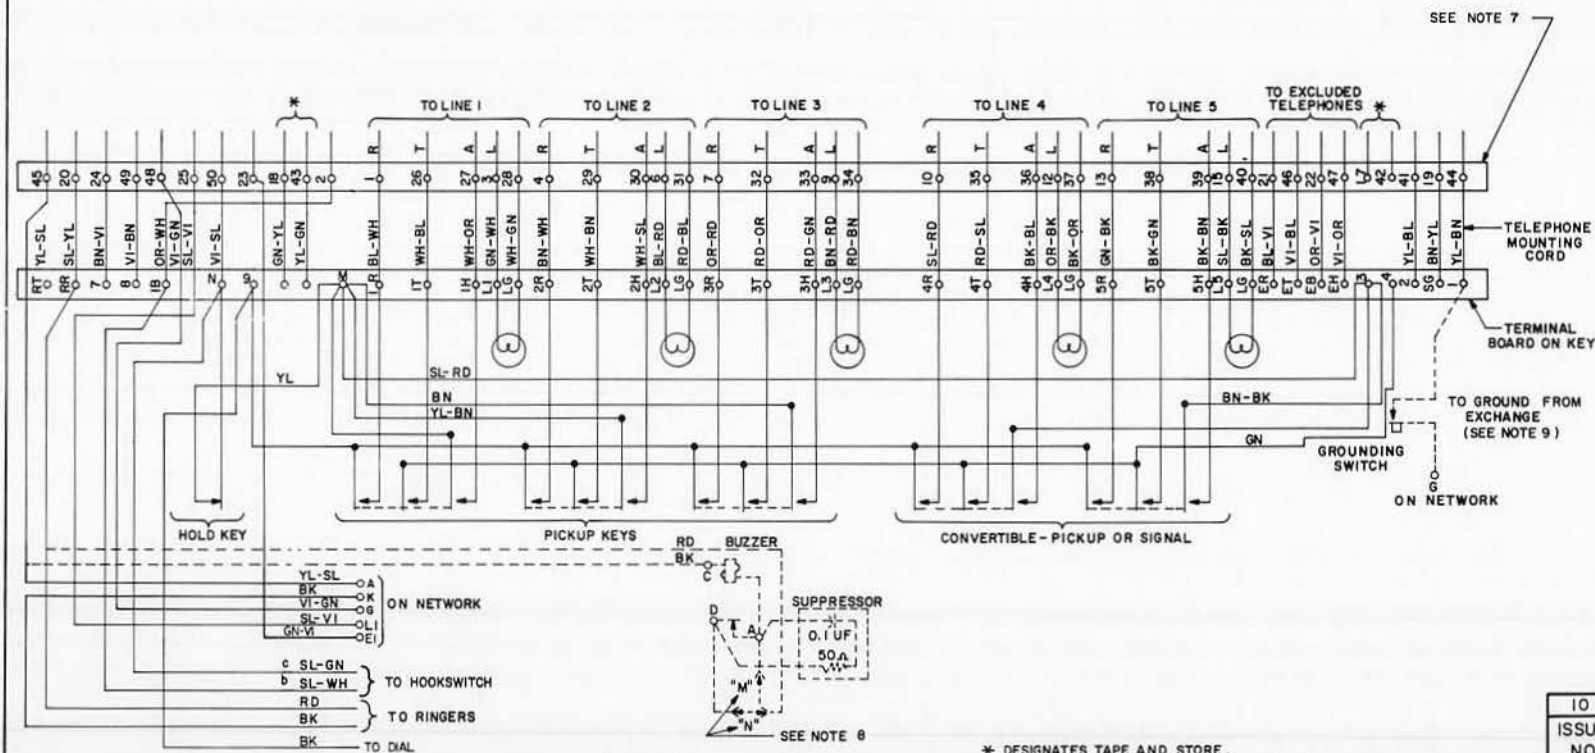 SEE NOTE 7
*
TO LINE 1
TO LINE 2
TO LINE 3
TO LINE 4
TO LINE 5
TO EXCLUDED
TELEPHONES
*
R T A L R T A L R T A L R T A L R T A L
45 20 24 49 48 25 50 23 18 43 2 1 26 27 3 28 4 29 30 6 31 7 32 33 9 34 10 35 36 12 37 13 38 39 15 40 21 46 22 47 17 42 41 19 44
YL-SL SL-YL BN-VI VI-BN OR-WH VI-GN SL-VI VI-SL GN-YL YL-GN BL-WH WH-BL WH-OR GN-WH WH-GN BN-WH WH-BN WH-SL BL-RD RD-BL OR-RD RD-OR RD-GN BN-RD RD-BN SL-RD RD-SL BK-BL OR-BK BK-OR GN-BK BK-GN BK-BN SL-BK BK-SL BL-VI VI-BL OR-VI VI-OR YL-BL BN-YL YL-BN
TELEPHONE
MOUNTING
CORD
RT RR 7 8 1B N 9 M 1R 1T 1H L1 LG 2R 2T 2H L2 LG 3R 3T 3H L3 LG 4R 4T 4H L4 LG 5R 5T 5H L5 LG ER ET EB EH 3 4 2 SG 1
TERMINAL
BOARD ON KEY
YL
SL-RD
BN
BN-BK
YL-BN
TO GROUND FROM
EXCHANGE
(SEE NOTE 9)
GN
GROUNDING
SWITCH
G
ON NETWORK
HOLD KEY
PICKUP KEYS
CONVERTIBLE-PICKUP OR SIGNAL
RD BUZZER
BK
C
YL-SL A
BK K
VI-GN G
SL-VI L1
GN-VI E1
ON NETWORK
SUPPRESSOR
D
A
0.1 UF
50Ω
c SL-GN
b SL-WH
TO HOOKSWITCH
"M"
RD
BK
TO RINGERS
"N"
SEE NOTE 8
BK TO DIAL
* DESIGNATES TAPE AND STORE.
10
ISSU
NO